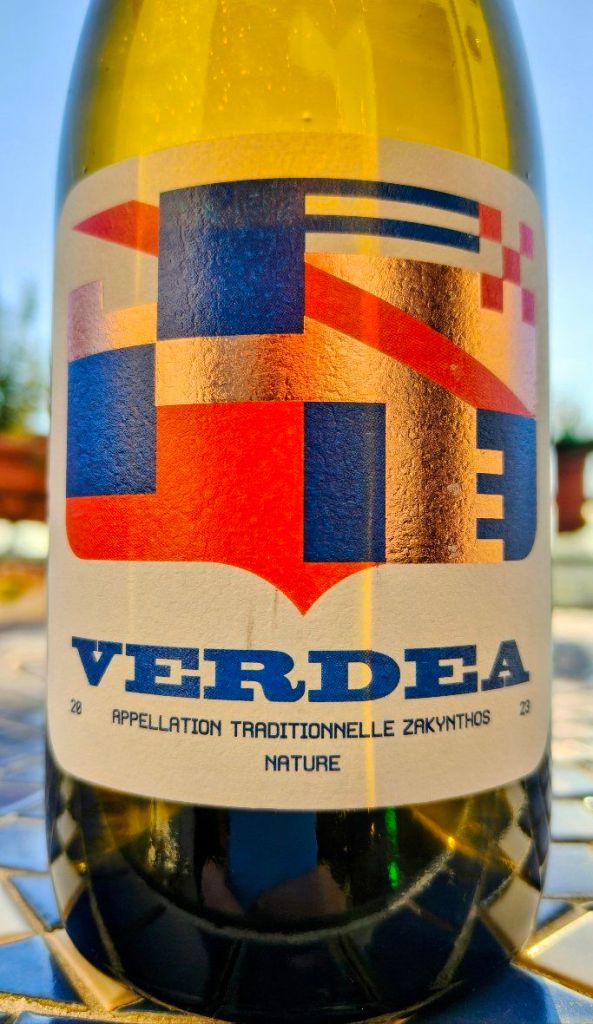 VERDEA
20 APPELLATION TRADITIONNELLE ZAKYNTHOS 23
NATURE